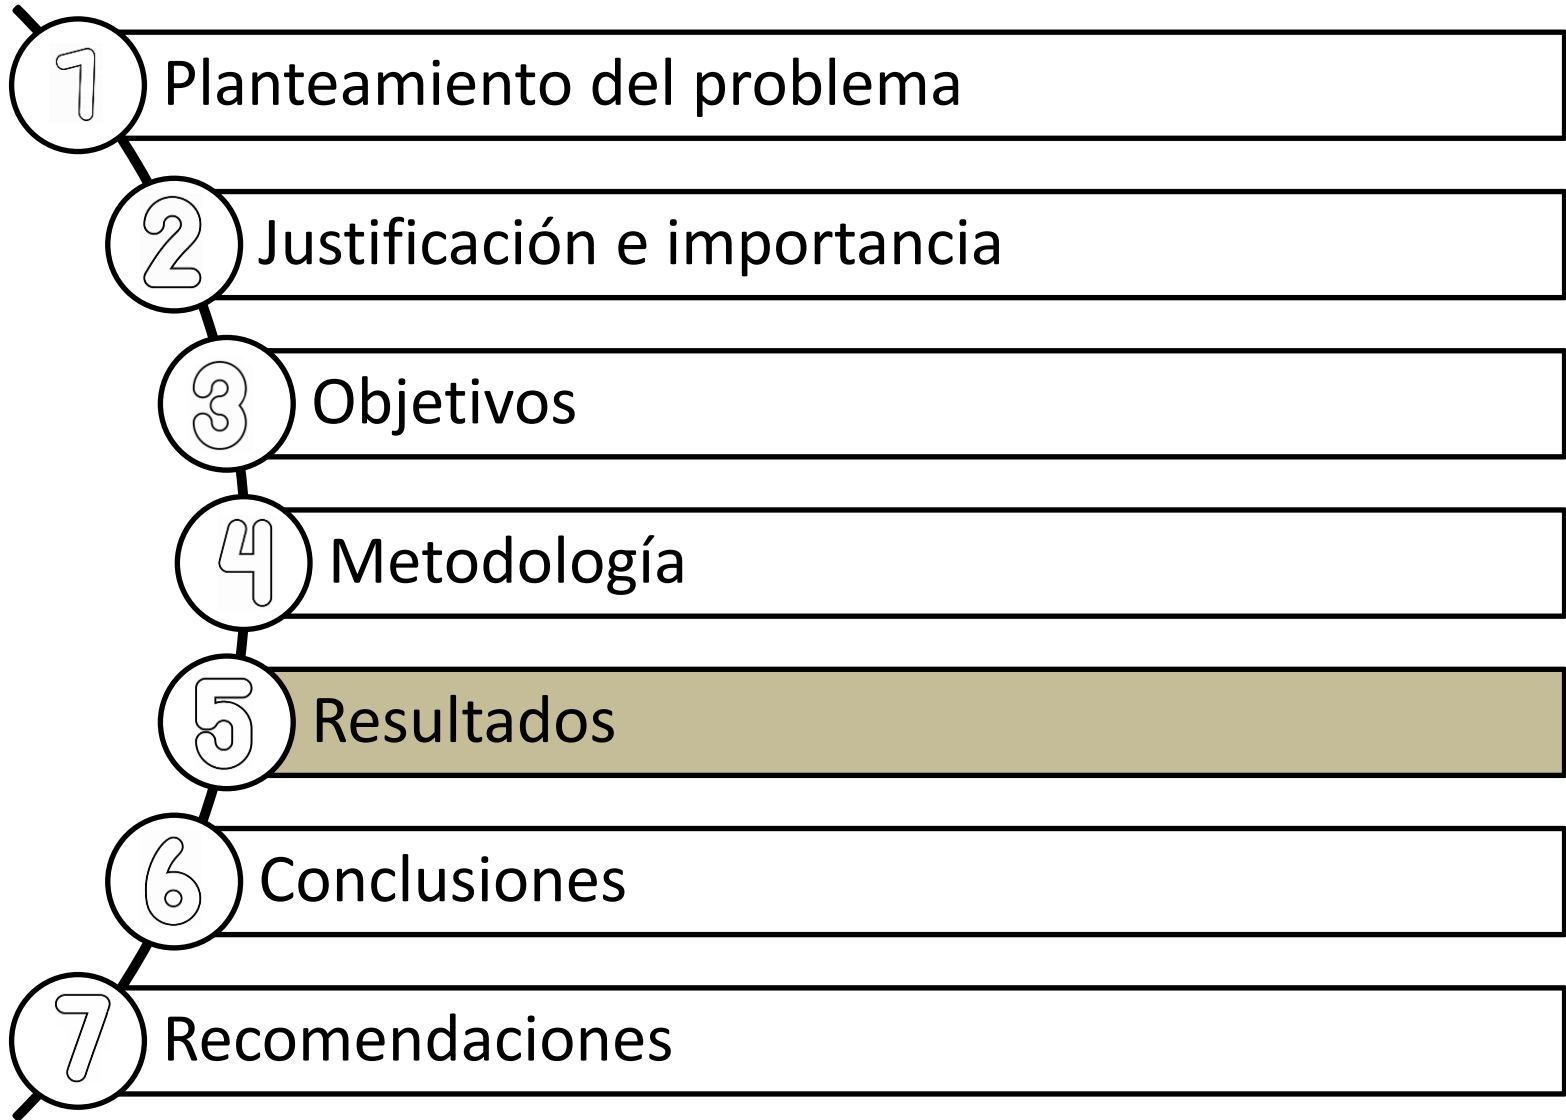 1 Planteamiento del problema
2 Justificación e importancia
3 Objetivos
4 Metodología
5 Resultados
6 Conclusiones
7 Recomendaciones